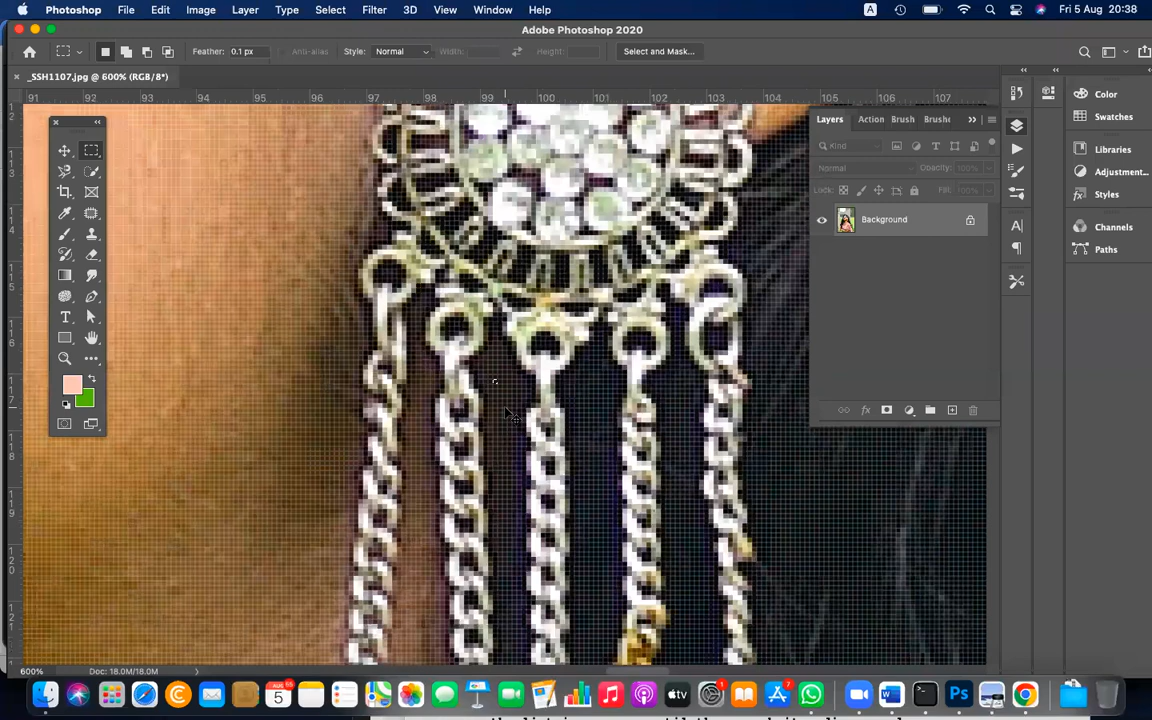 Photoshop File Edit Image Layer Type Select Filter 3D View Window Help A Fri 5 Aug 20:38
Adobe Photoshop 2020
Feather: 0.1 px Anti-alias Style: Normal Width: Height: Select and Mask...
_SSH1107.jpg @ 600% (RGB/8*)
91 92 93 94 95 96 97 98 99 100 101 102 103 104 105 106 107
Layers Action Brush Brushe
Kind
Normal Opacity: 100%
Lock: Fill: 100%
Background
Color
Swatches
Libraries
Adjustment...
Styles
Channels
Paths
600% Doc: 18.0M/18.0M